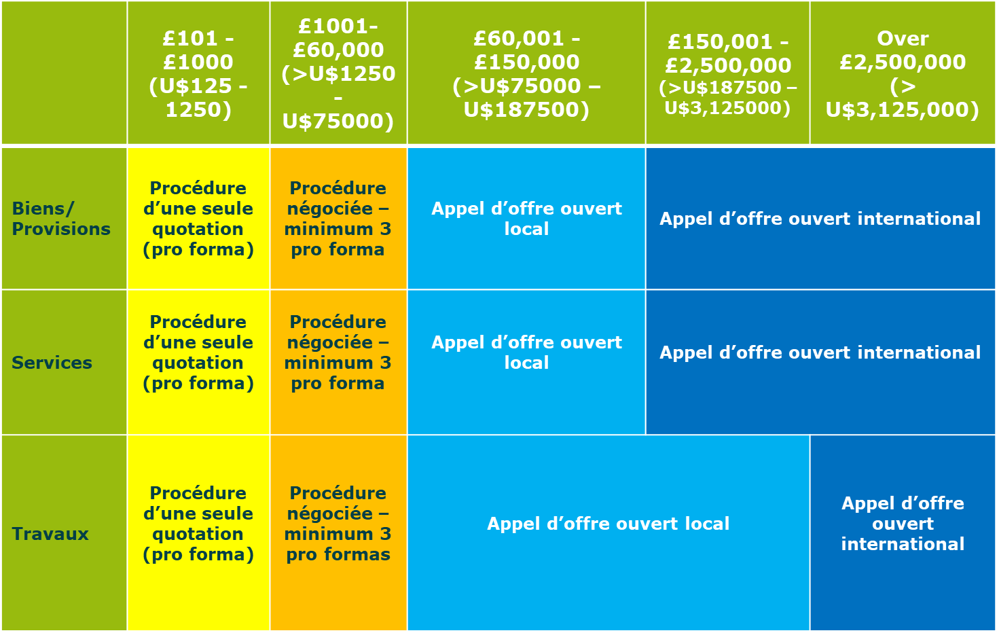 £101 -
£1000
(U$125 -
1250)
£1001-
£60,000
(>U$1250
–
U$75000)
£60,001 -
£150,000
(>U$75000 –
U$187500)
£150,001 -
£2,500,000
(>U$187500 –
U$3,125000)
Over
£2,500,000
(>
U$3,125,000)
Biens/
Provisions
Procédure
d’une seule
quotation
(pro forma)
Procédure
négociée –
minimum 3
pro forma
Appel d’offre ouvert
local
Appel d’offre ouvert international
Services
Procédure
d’une seule
quotation
(pro forma)
Procédure
négociée –
minimum 3
pro forma
Appel d’offre ouvert
local
Appel d’offre ouvert international
Travaux
Procédure
d’une seule
quotation
(pro forma)
Procédure
négociée –
minimum 3
pro formas
Appel d’offre ouvert local
Appel d’offre
ouvert
international